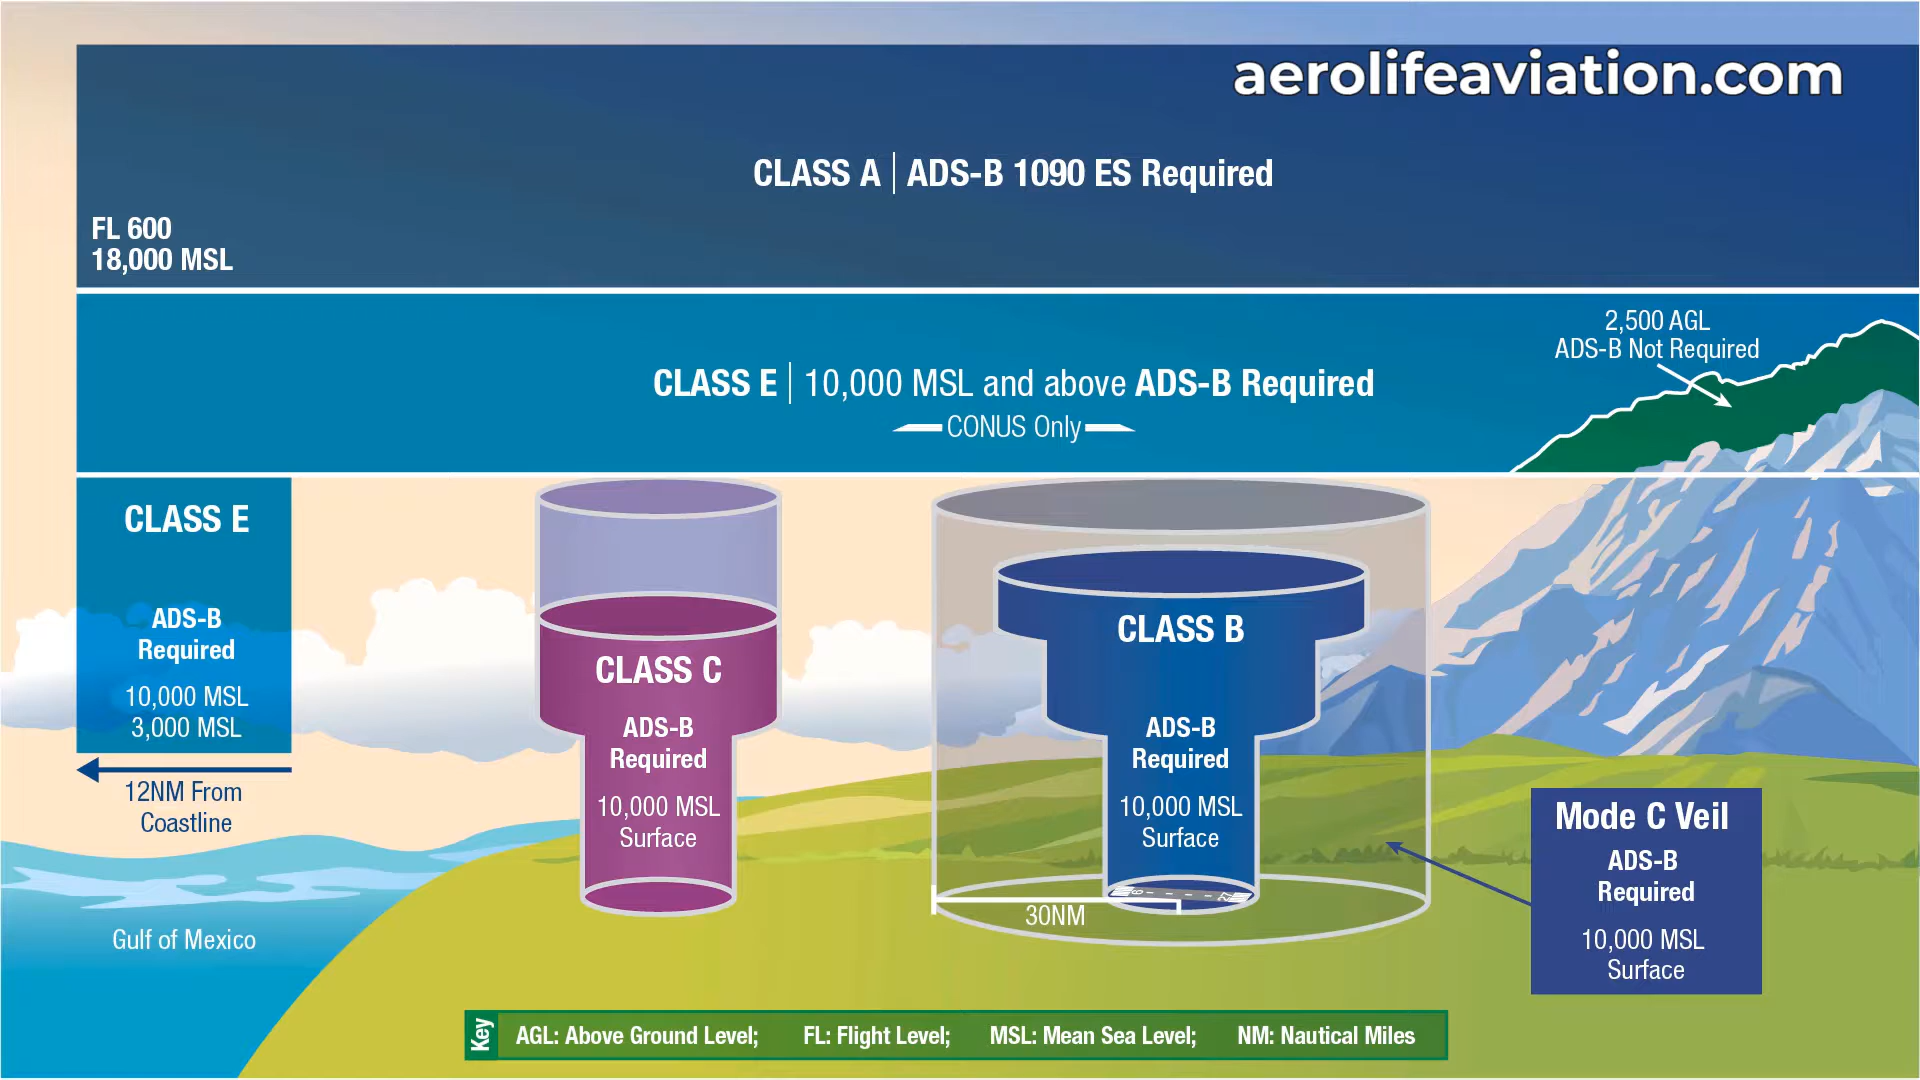 aerolifeaviation.com
CLASS A | ADS-B 1090 ES Required
FL 600
18,000 MSL
2,500 AGL
ADS-B Not Required
CLASS E | 10,000 MSL and above ADS-B Required
CONUS Only
CLASS E
ADS-B
Required
10,000 MSL
3,000 MSL
12NM From
Coastline
Gulf of Mexico
CLASS C
ADS-B
Required
10,000 MSL
Surface
CLASS B
ADS-B
Required
10,000 MSL
Surface
30NM
Mode C Veil
ADS-B
Required
10,000 MSL
Surface
Key
AGL: Above Ground Level; FL: Flight Level; MSL: Mean Sea Level; NM: Nautical Miles